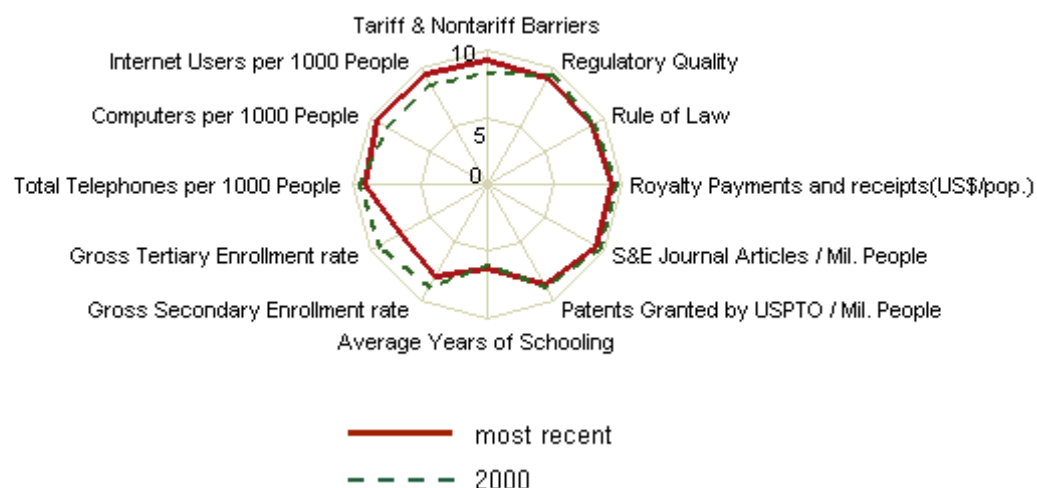 Tariff & Nontariff Barriers
Internet Users per 1000 People
10
Regulatory Quality
Computers per 1000 People
Rule of Law
5
Total Telephones per 1000 People
0
Royalty Payments and receipts(US$/pop.)
Gross Tertiary Enrollment rate
S&E Journal Articles / Mil. People
Gross Secondary Enrollment rate
Patents Granted by USPTO / Mil. People
Average Years of Schooling
most recent
2000